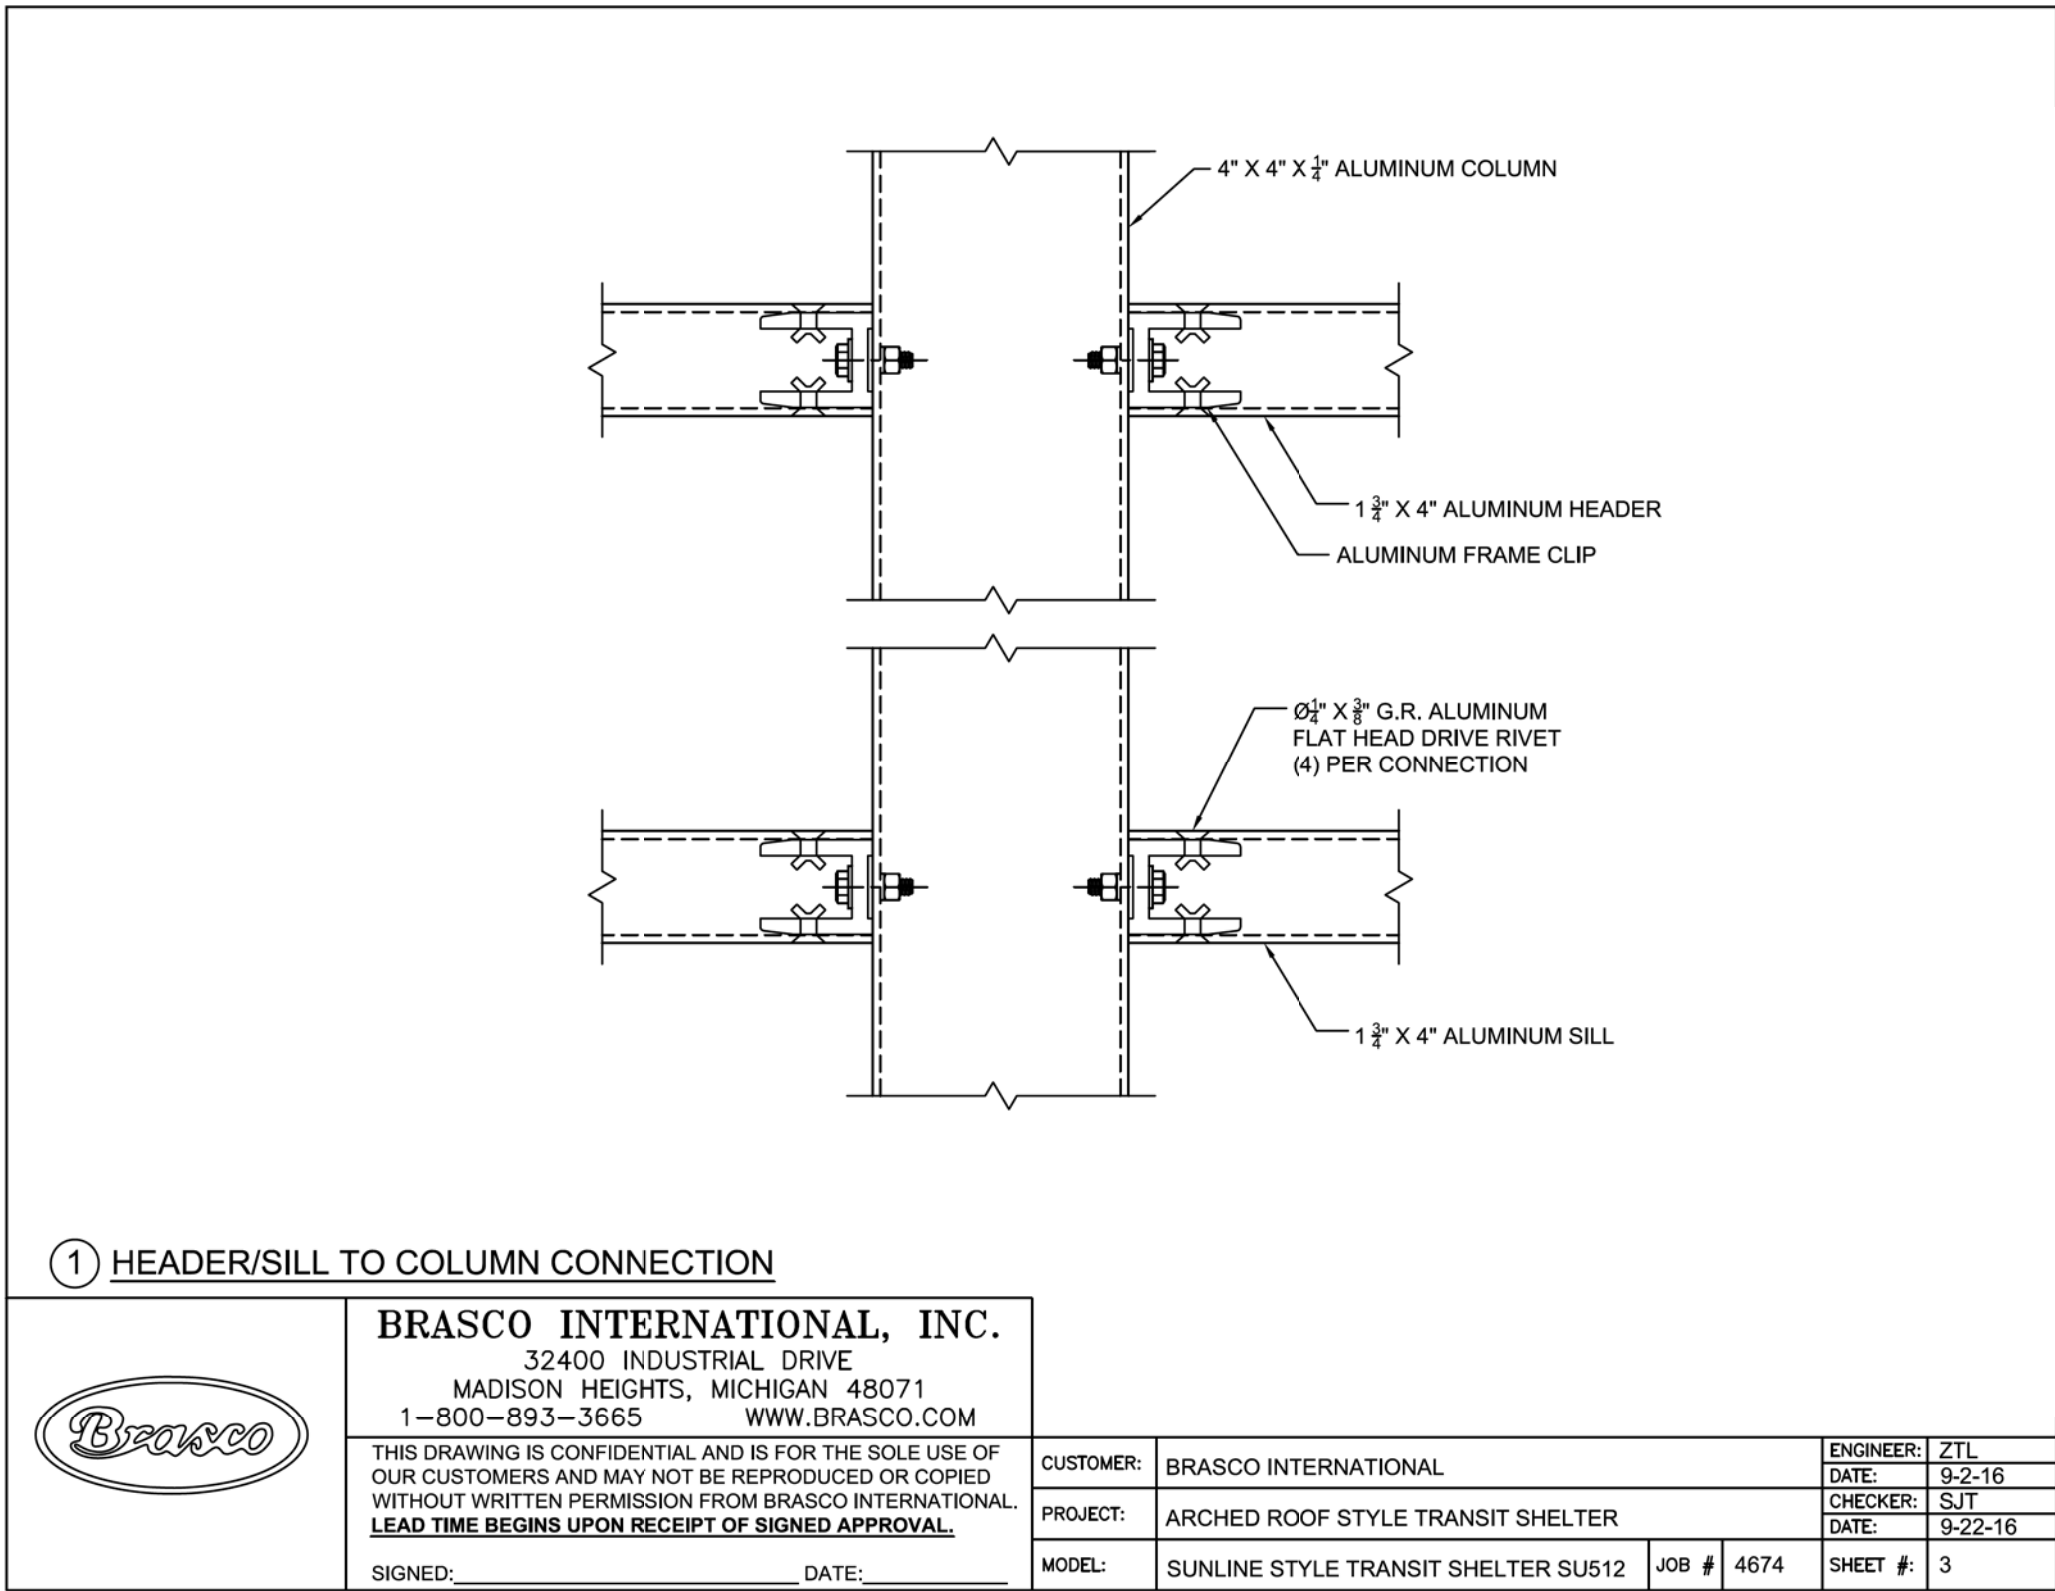 4" X 4" X 1/4" ALUMINUM COLUMN
1 3/4" X 4" ALUMINUM HEADER
ALUMINUM FRAME CLIP
Ø1/4" X 3/8" G.R. ALUMINUM
FLAT HEAD DRIVE RIVET
(4) PER CONNECTION
1 3/4" X 4" ALUMINUM SILL
1 HEADER/SILL TO COLUMN CONNECTION
Brasco
BRASCO INTERNATIONAL, INC.
32400 INDUSTRIAL DRIVE
MADISON HEIGHTS, MICHIGAN 48071
1-800-893-3665 WWW.BRASCO.COM
THIS DRAWING IS CONFIDENTIAL AND IS FOR THE SOLE USE OF
OUR CUSTOMERS AND MAY NOT BE REPRODUCED OR COPIED
WITHOUT WRITTEN PERMISSION FROM BRASCO INTERNATIONAL.
LEAD TIME BEGINS UPON RECEIPT OF SIGNED APPROVAL.
SIGNED: DATE:
CUSTOMER: BRASCO INTERNATIONAL
PROJECT: ARCHED ROOF STYLE TRANSIT SHELTER
MODEL: SUNLINE STYLE TRANSIT SHELTER SU512 JOB # 4674
ENGINEER: ZTL
DATE: 9-2-16
CHECKER: SJT
DATE: 9-22-16
SHEET #: 3